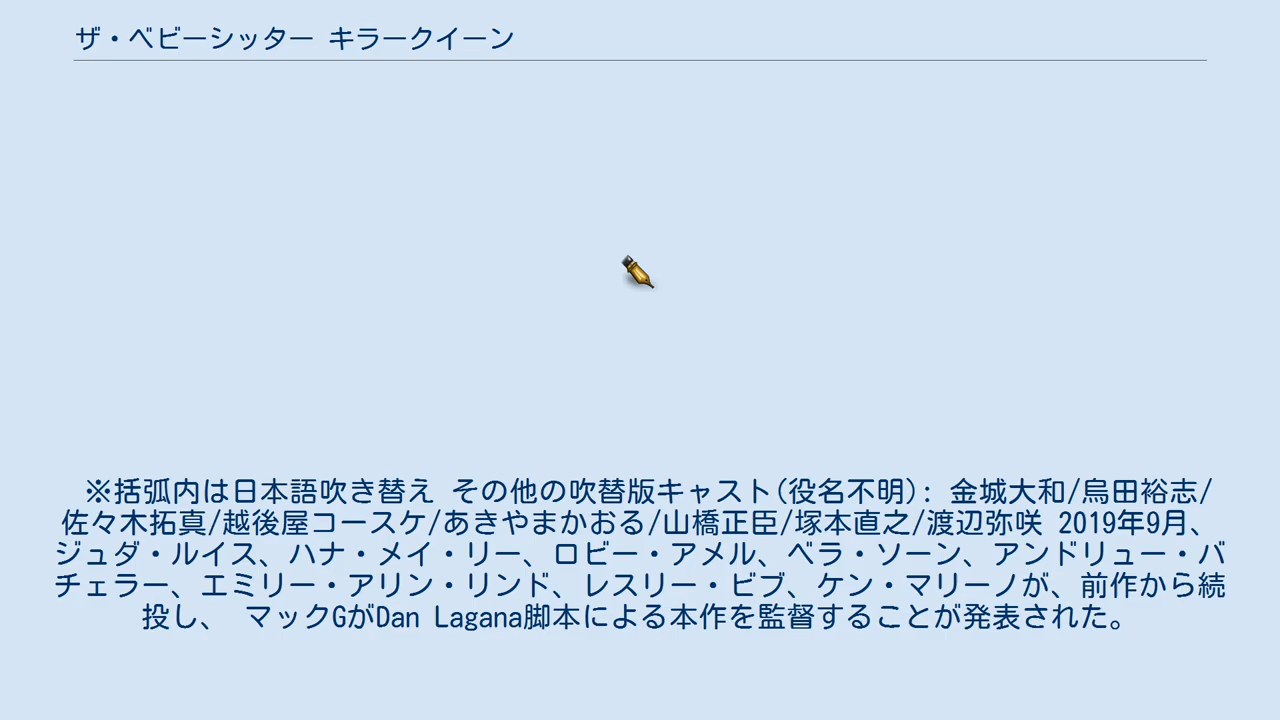 ザ・ベビーシッター キラークイーン
※括弧内は日本語吹き替え その他の吹替版キャスト(役名不明): 金城大和/烏田裕志/
佐々木拓真/越後屋コースケ/あきやまかおる/山橋正臣/塚本直之/渡辺弥咲 2019年9月、
ジュダ・ルイス、ハナ・メイ・リー、ロビー・アメル、ベラ・ソーン、アンドリュー・バ
チェラー、エミリー・アリン・リンド、レスリー・ビブ、ケン・マリーノが、前作から続
投し、 マックGがDan Lagana脚本による本作を監督することが発表された。